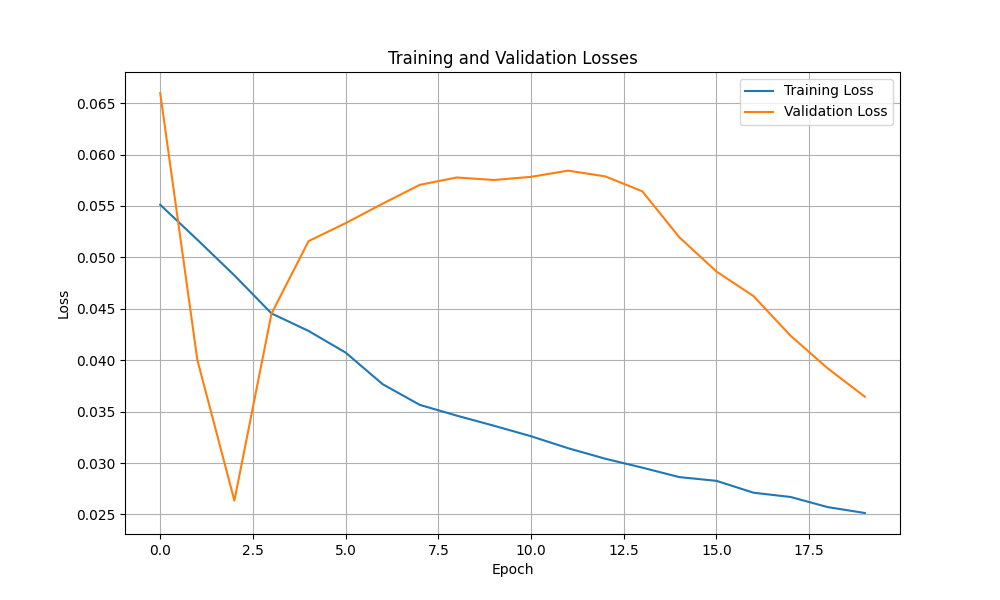 Training and Validation Losses
Training Loss
Validation Loss
0.065
0.060
0.055
0.050
0.045
0.040
0.035
0.030
0.025
Loss
0.0 2.5 5.0 7.5 10.0 12.5 15.0 17.5
Epoch